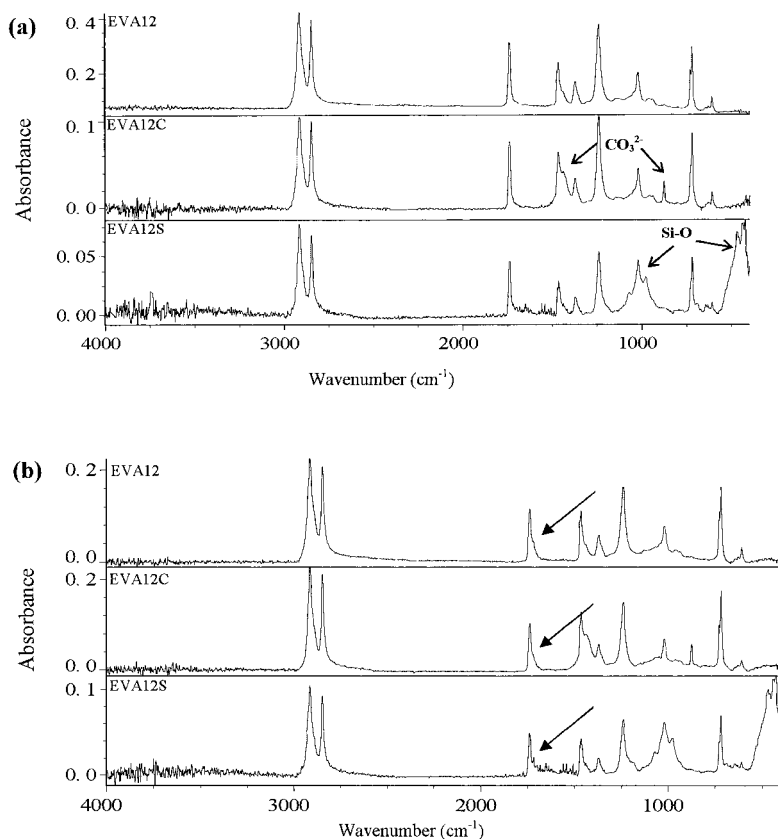 (a)
EVA12
0.4
0.2
EVA12C
0.1
CO₃²⁻
0.0
EVA12S
Si-O
0.05
0.00
Absorbance
4000 3000 2000 1000
Wavenumber (cm⁻¹)
(b)
EVA12
0.2
0.0
EVA12C
0.2
0.0
EVA12S
0.1
0.0
Absorbance
4000 3000 2000 1000
Wavenumber (cm⁻¹)